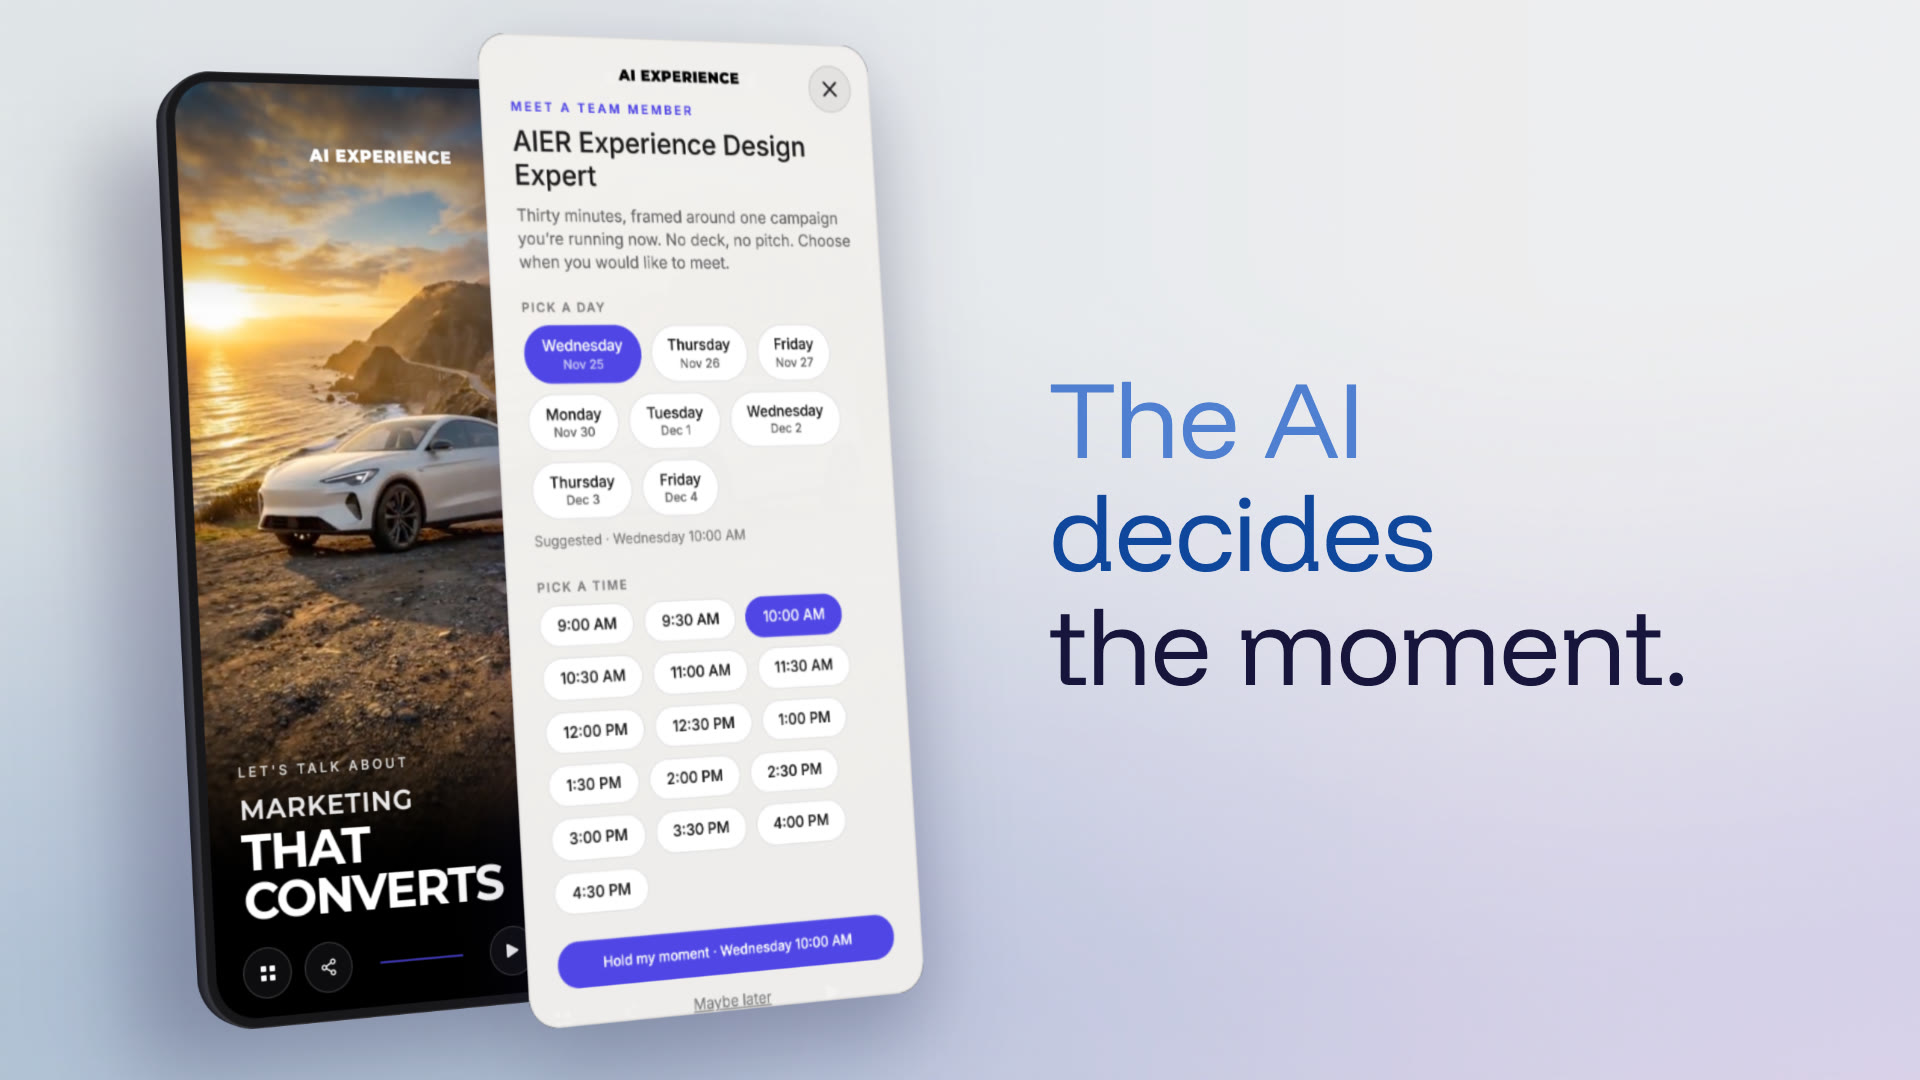 AI EXPERIENCE
LET'S TALK ABOUT
MARKETING
THAT
CONVERTS
AI EXPERIENCE
MEET A TEAM MEMBER
AIER Experience Design
Expert
Thirty minutes, framed around one campaign
you're running now. No deck, no pitch. Choose
when you would like to meet.
PICK A DAY
Wednesday Thursday Friday
Nov 25 Nov 26 Nov 27
Monday Tuesday Wednesday
Nov 30 Dec 1 Dec 2
Thursday Friday
Dec 3 Dec 4
Suggested · Wednesday 10:00 AM
PICK A TIME
9:00 AM 9:30 AM 10:00 AM
10:30 AM 11:00 AM 11:30 AM
12:00 PM 12:30 PM 1:00 PM
1:30 PM 2:00 PM 2:30 PM
3:00 PM 3:30 PM 4:00 PM
4:30 PM
Hold my moment · Wednesday 10:00 AM
Maybe later
The AI
decides
the moment.